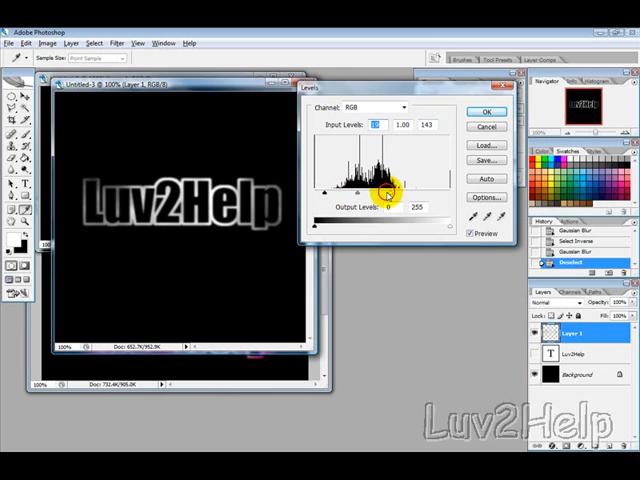 Adobe Photoshop
File Edit Image Layer Select Filter View Window Help
Sample Size: Point Sample
Brushes Tool Presets Layer Comps
Untitled-3 @ 100% (Layer 1, RGB/8)
Luv2Help
100% Doc: 652.7K/952.9K
100% Doc: 732.4K/905.0K
Levels
Channel: RGB
Input Levels: 19 1.00 143
Output Levels: 0 255
OK
Cancel
Load...
Save...
Auto
Options...
Preview
Navigator Info Histogram
Luv2Help
100%
Color Swatches Styles
History Actions
Gaussian Blur
Select Inverse
Gaussian Blur
Deselect
Layers Channels Paths
Normal Opacity: 100%
Lock: Fill: 100%
Layer 1
T Luv2Help
Background
Luv2Help